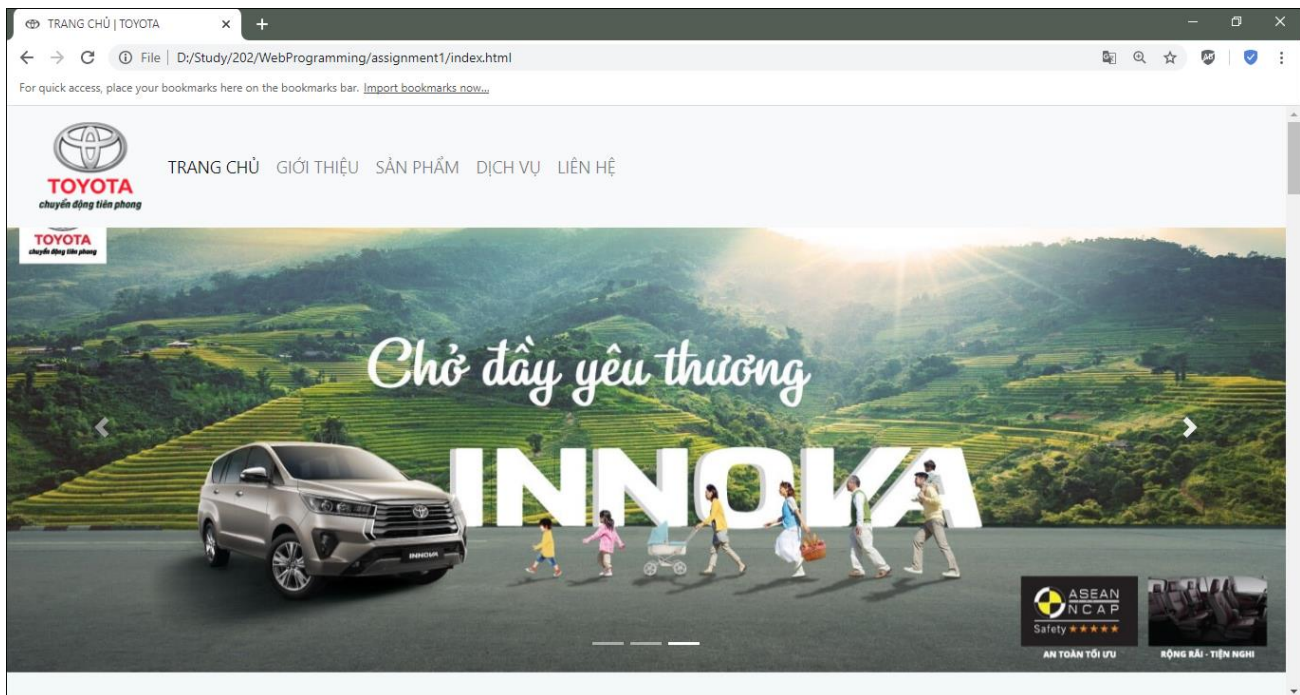 TRANG CHỦ | TOYOTA
File | D:/Study/202/WebProgramming/assignment1/index.html
For quick access, place your bookmarks here on the bookmarks bar. Import bookmarks now...
TOYOTA
chuyển động tiên phong
TRANG CHỦ GIỚI THIỆU SẢN PHẨM DỊCH VỤ LIÊN HỆ
TOYOTA
chuyển động tiên phong
Chở đầy yêu thương
INNOVA
INNOVA
ASEAN
NCAP
Safety ★★★★★
AN TOÀN TỐI ƯU
RỘNG RÃI - TIỆN NGHI